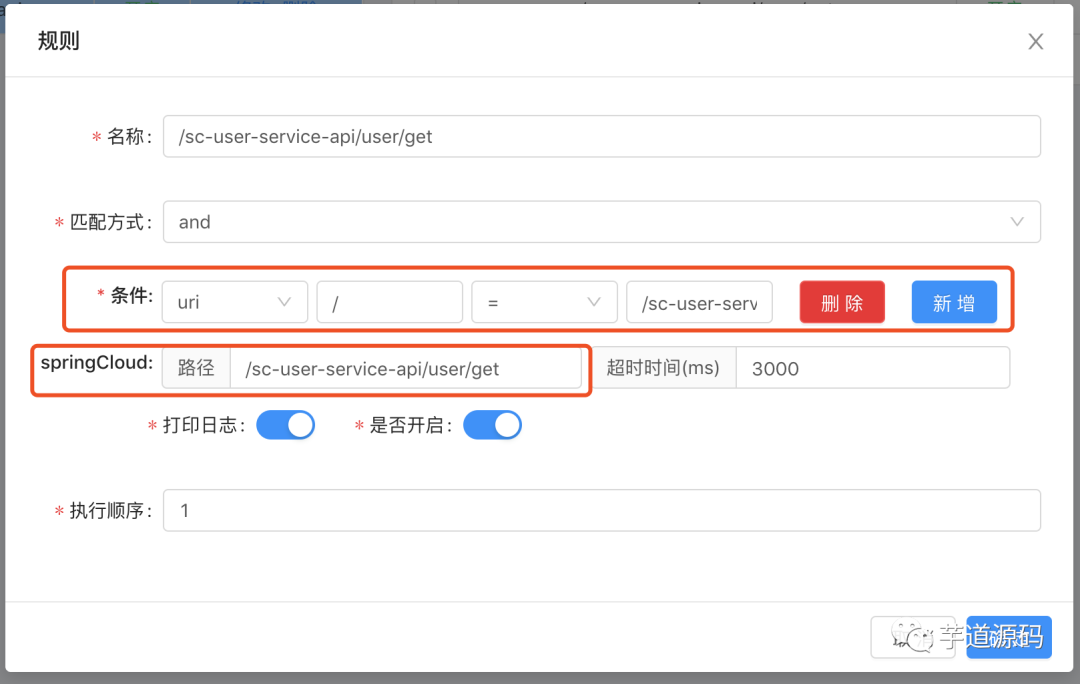 规则
* 名称: /sc-user-service-api/user/get
* 匹配方式: and
* 条件: uri / = /sc-user-serv 删除 新增
springCloud: 路径 /sc-user-service-api/user/get 超时时间(ms) 3000
* 打印日志: * 是否开启:
* 执行顺序: 1
芋道源码